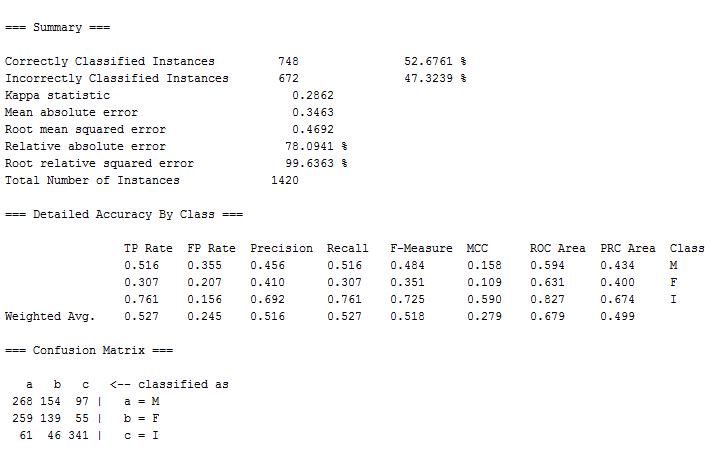 === Summary ===
Correctly Classified Instances 748 52.6761 %
Incorrectly Classified Instances 672 47.3239 %
Kappa statistic 0.2862
Mean absolute error 0.3463
Root mean squared error 0.4692
Relative absolute error 78.0941 %
Root relative squared error 99.6363 %
Total Number of Instances 1420
=== Detailed Accuracy By Class ===
TP Rate FP Rate Precision Recall F-Measure MCC ROC Area PRC Area Class
0.516 0.355 0.456 0.516 0.484 0.158 0.594 0.434 M
0.307 0.207 0.410 0.307 0.351 0.109 0.631 0.400 F
0.761 0.156 0.692 0.761 0.725 0.590 0.827 0.674 I
Weighted Avg. 0.527 0.245 0.516 0.527 0.518 0.279 0.679 0.499
=== Confusion Matrix ===
a b c <-- classified as
268 154 97 | a = M
259 139 55 | b = F
61 46 341 | c = I